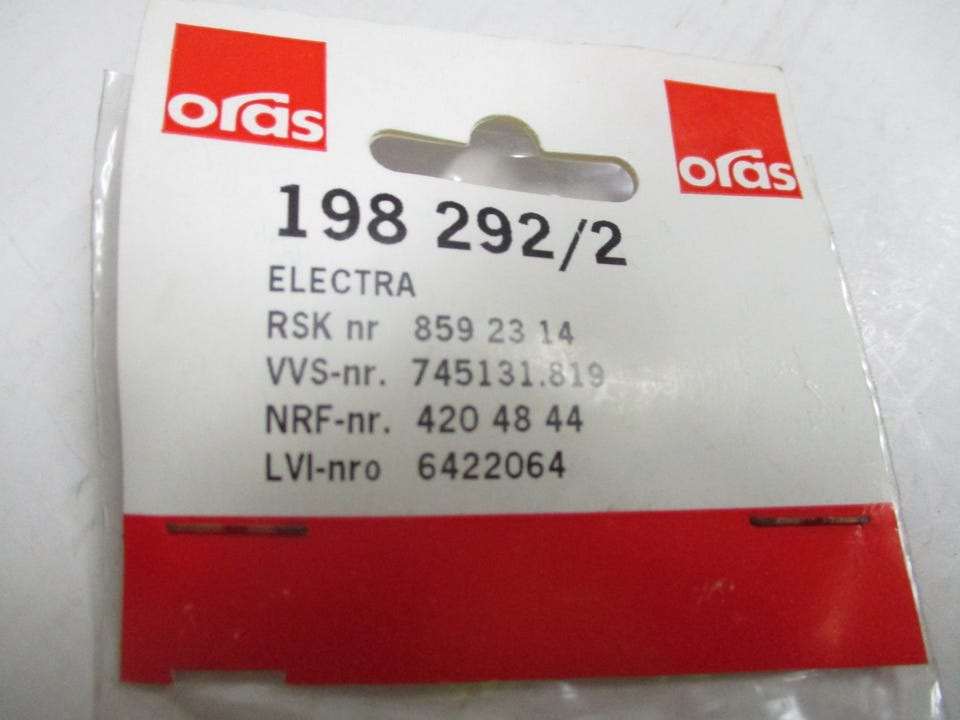 oras
oras
198 292/2
ELECTRA
RSK nr 859 23 14
VVS-nr. 745131.819
NRF-nr. 420 48 44
LVI-nro 6422064